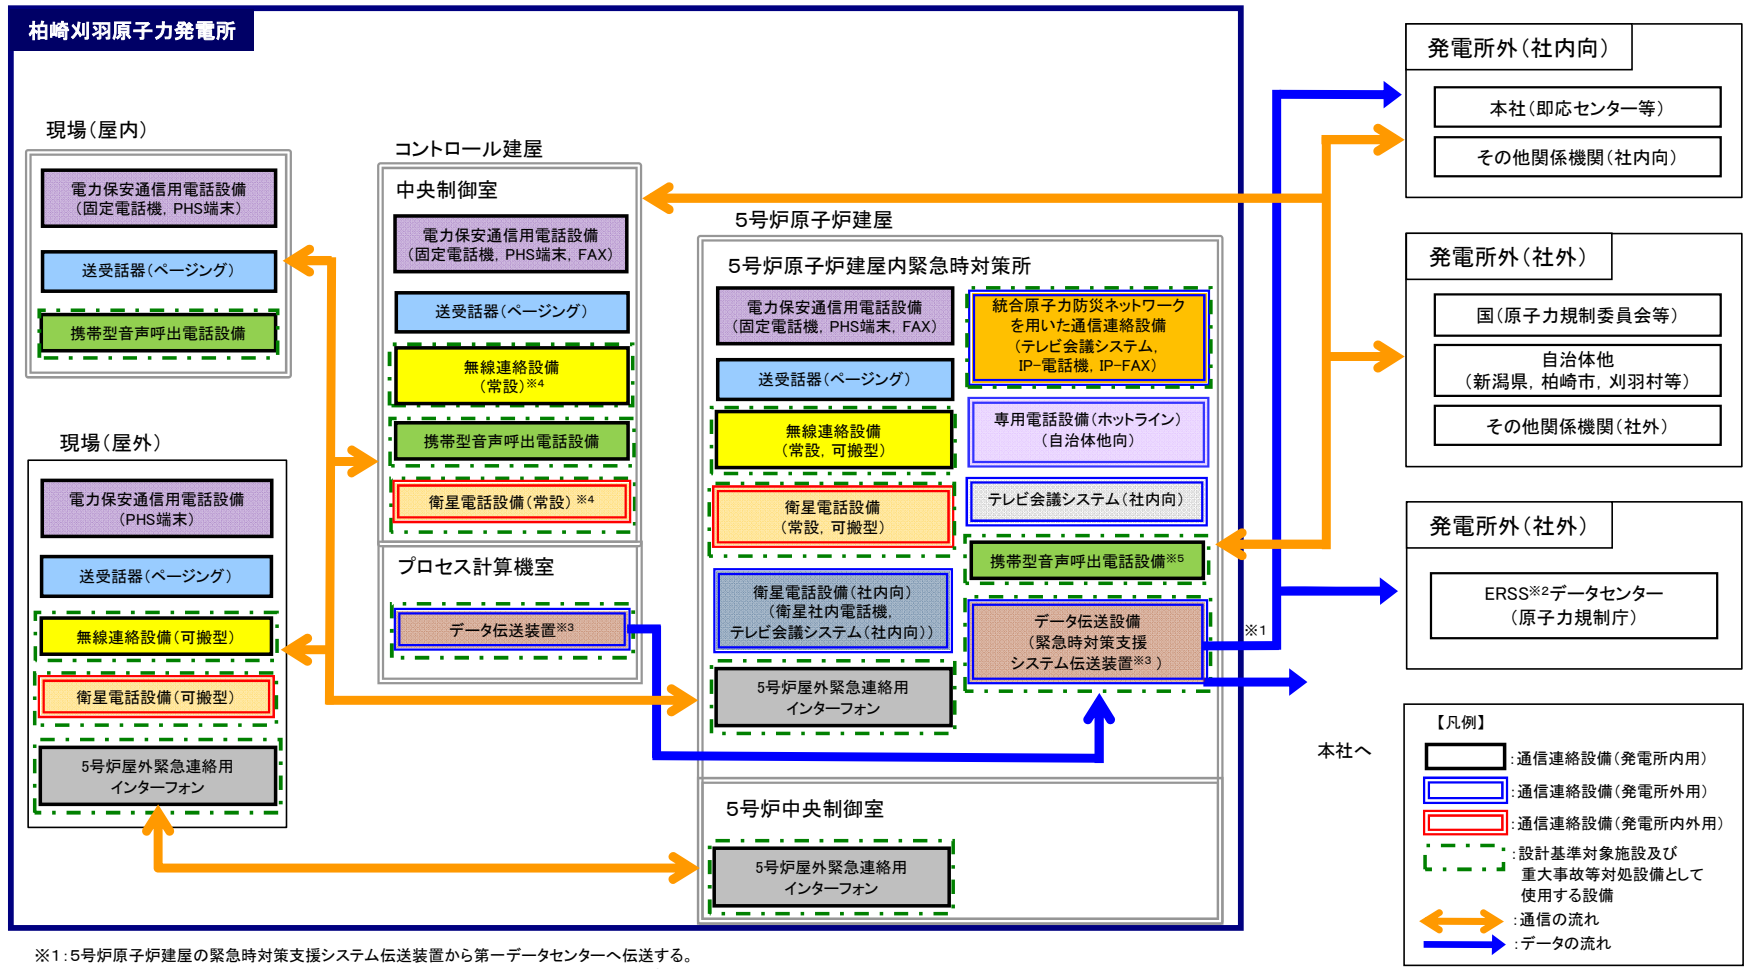 柏崎刈羽原子力発電所
現場(屋内)
電力保安通信用電話設備
(固定電話機, PHS端末)
送受話器(ページング)
携帯型音声呼出電話設備
現場(屋外)
電力保安通信用電話設備
(PHS端末)
送受話器(ページング)
無線連絡設備(可搬型)
衛星電話設備(可搬型)
5号炉屋外緊急連絡用
インターフォン
コントロール建屋
中央制御室
電力保安通信用電話設備
(固定電話機, PHS端末, FAX)
送受話器(ページング)
無線連絡設備
(常設)※4
携帯型音声呼出電話設備
衛星電話設備(常設)※4
プロセス計算機室
データ伝送装置※3
5号炉原子炉建屋
5号炉原子炉建屋内緊急時対策所
電力保安通信用電話設備
(固定電話機, PHS端末, FAX)
送受話器(ページング)
無線連絡設備
(常設, 可搬型)
衛星電話設備
(常設, 可搬型)
衛星電話設備(社内向)
(衛星社内電話機,
テレビ会議システム(社内向))
5号炉屋外緊急連絡用
インターフォン
統合原子力防災ネットワーク
を用いた通信連絡設備
(テレビ会議システム,
IP-電話機, IP-FAX)
専用電話設備(ホットライン)
(自治体他向)
テレビ会議システム(社内向)
携帯型音声呼出電話設備※5
データ伝送設備
(緊急時対策支援
システム伝送装置※3)
5号炉中央制御室
5号炉屋外緊急連絡用
インターフォン
※1
本社へ
発電所外(社内向)
本社(即応センター等)
その他関係機関(社内向)
発電所外(社外)
国(原子力規制委員会等)
自治体他
(新潟県, 柏崎市, 刈羽村等)
その他関係機関(社外)
発電所外(社外)
ERSS※2データセンター
(原子力規制庁)
【凡例】
:通信連絡設備(発電所内用)
:通信連絡設備(発電所外用)
:通信連絡設備(発電所内外用)
:設計基準対象施設及び
重大事故等対処設備として
使用する設備
:通信の流れ
:データの流れ
※1:5号炉原子炉建屋の緊急時対策支援システム伝送装置から第一データセンターへ伝送する。